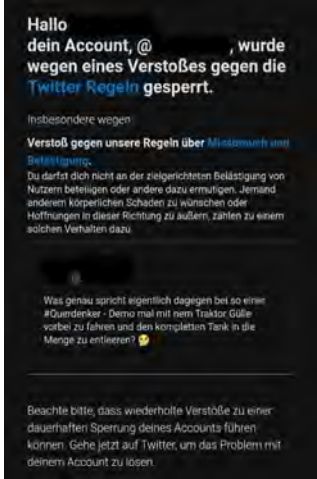 Hallo
dein Account, @ , wurde
wegen eines Verstoßes gegen die
Twitter Regeln gesperrt.
Insbesondere wegen
Verstoß gegen unsere Regeln über Missbrauch und
Belästigung.
Du darfst dich nicht an der zielgerichteten Belästigung von
Nutzern beteiligen oder andere dazu ermutigen. Jemand
anderem körperlichen Schaden zu wünschen oder
Hoffnungen in dieser Richtung zu äußern, zählen zu einem
solchen Verhalten dazu.
@
Was genau spricht eigentlich dagegen bei so einer
#Querdenker - Demo mal mit nem Traktor Gülle
vorbei zu fahren und den kompletten Tank in die
Menge zu entleeren? 🤔
Beachte bitte, dass wiederholte Verstöße zu einer
dauerhaften Sperrung deines Accounts führen
können. Gehe jetzt auf Twitter, um das Problem mit
deinem Account zu lösen.